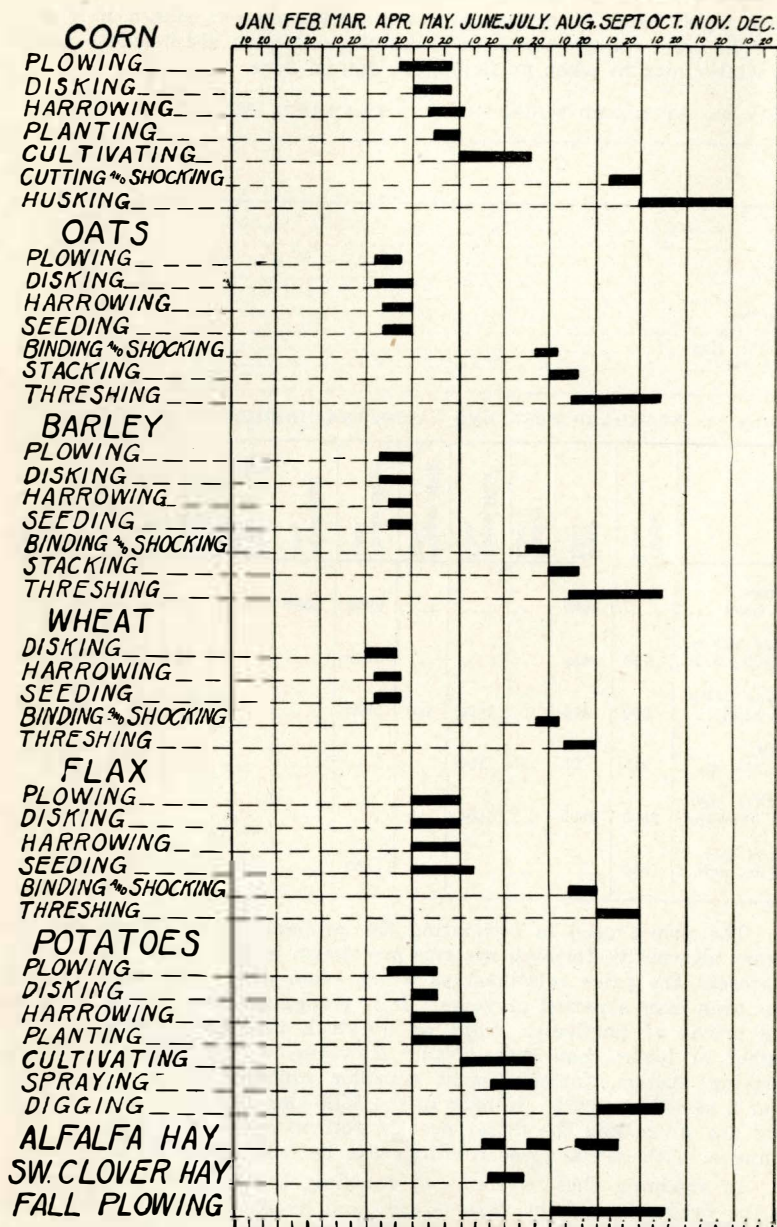 JAN. FEB. MAR. APR. MAY. JUNE. JULY. AUG. SEPT. OCT. NOV. DEC.
10 20 10 20 10 20 10 20 10 20 10 20 10 20 10 20 10 20 10 20 10 20 10 20
CORN
PLOWING
DISKING
HARROWING
PLANTING
CULTIVATING
CUTTING AND SHOCKING
HUSKING
OATS
PLOWING
DISKING
HARROWING
SEEDING
BINDING AND SHOCKING
STACKING
THRESHING
BARLEY
PLOWING
DISKING
HARROWING
SEEDING
BINDING AND SHOCKING
STACKING
THRESHING
WHEAT
DISKING
HARROWING
SEEDING
BINDING AND SHOCKING
THRESHING
FLAX
PLOWING
DISKING
HARROWING
SEEDING
BINDING AND SHOCKING
THRESHING
POTATOES
PLOWING
DISKING
HARROWING
PLANTING
CULTIVATING
SPRAYING
DIGGING
ALFALFA HAY
SW. CLOVER HAY
FALL PLOWING